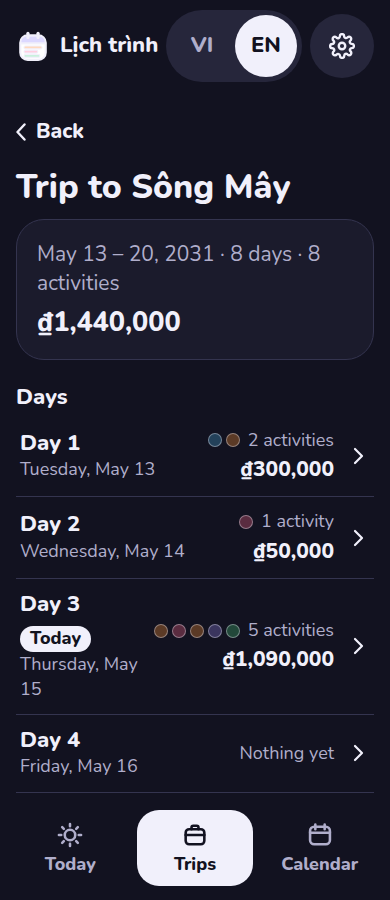 Lịch trình
VI
EN
Back
Trip to Sông Mây
May 13 – 20, 2031 · 8 days · 8
activities
₫1,440,000
Days
Day 1
2 activities
Tuesday, May 13
₫300,000
Day 2
1 activity
Wednesday, May 14
₫50,000
Day 3
Today
5 activities
Thursday, May
15
₫1,090,000
Day 4
Friday, May 16
Nothing yet
Today
Trips
Calendar